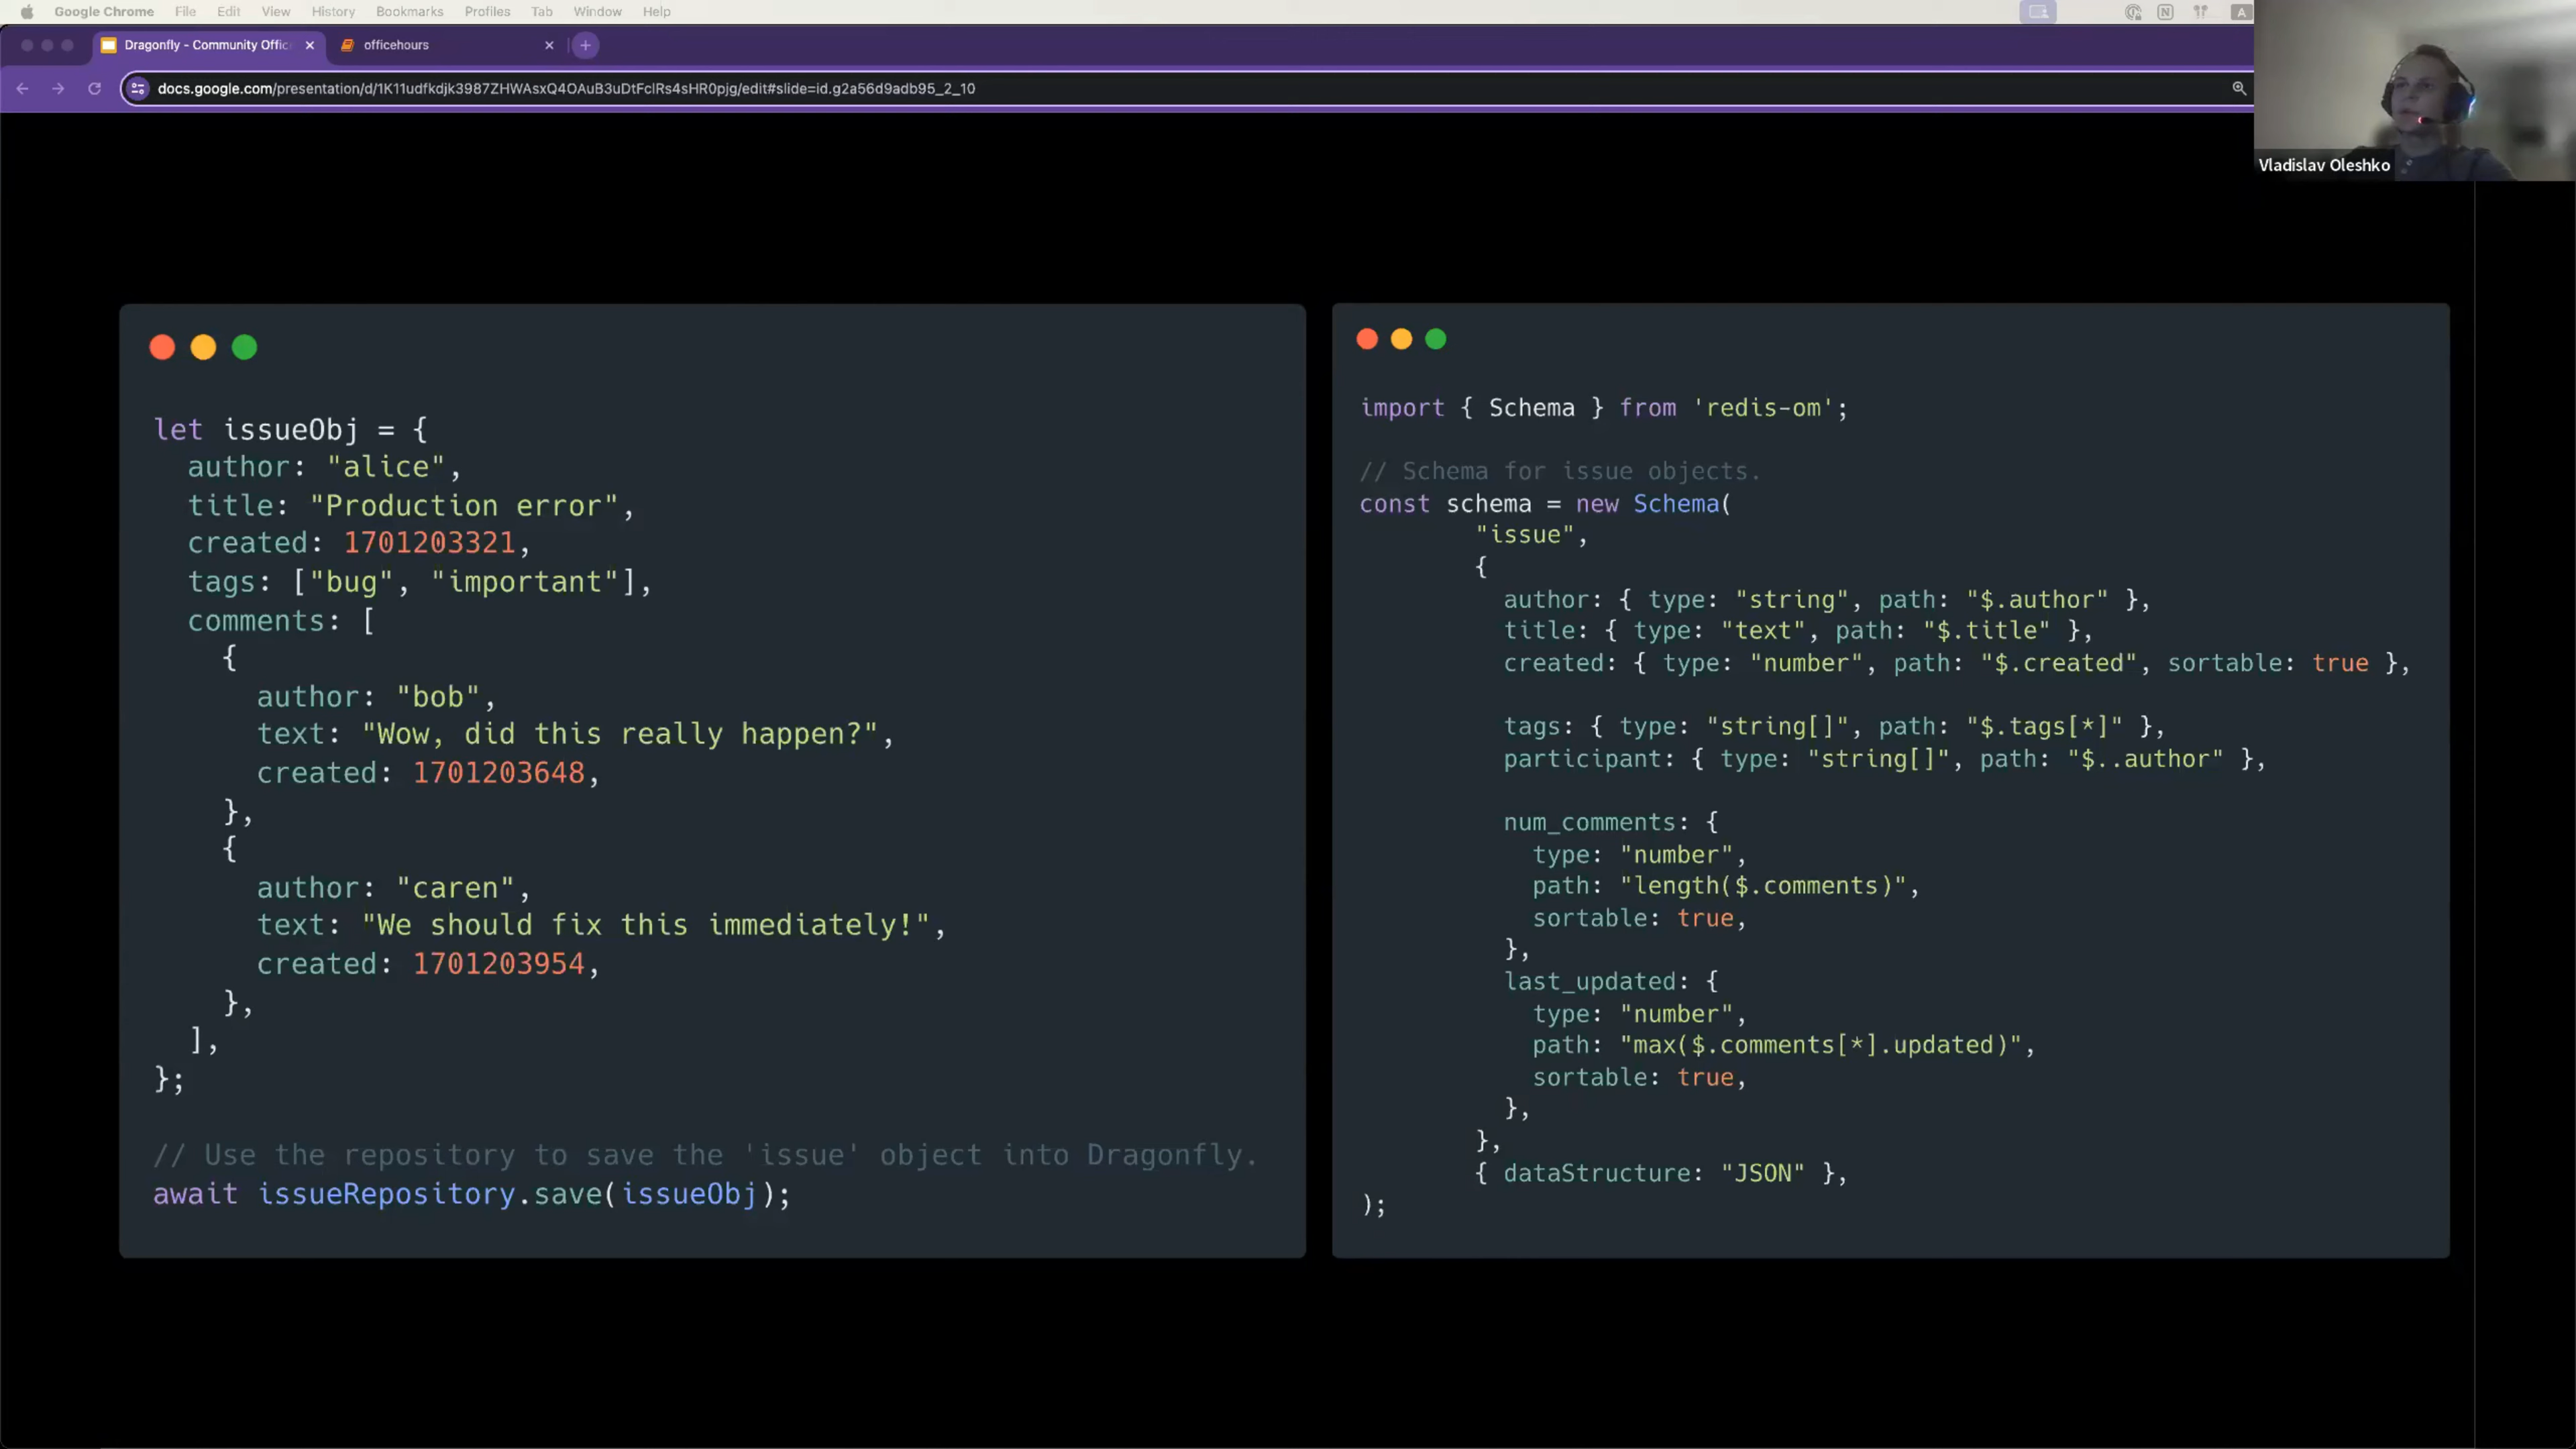 Google Chrome File Edit View History Bookmarks Profiles Tab Window Help
Dragonfly - Community Offic
officehours
docs.google.com/presentation/d/1K11udfkdjk3987ZHWAsxQ4OAuB3uDtFclRs4sHR0pjg/edit#slide=id.g2a56d9adb95_2_10
Vladislav Oleshko
let issueObj = {
  author: "alice",
  title: "Production error",
  created: 1701203321,
  tags: ["bug", "important"],
  comments: [
    {
      author: "bob",
      text: "Wow, did this really happen?",
      created: 1701203648,
    },
    {
      author: "caren",
      text: "We should fix this immediately!",
      created: 1701203954,
    },
  ],
};
// Use the repository to save the 'issue' object into Dragonfly.
await issueRepository.save(issueObj);
import { Schema } from 'redis-om';
// Schema for issue objects.
const schema = new Schema(
        "issue",
        {
          author: { type: "string", path: "$.author" },
          title: { type: "text", path: "$.title" },
          created: { type: "number", path: "$.created", sortable: true },
          tags: { type: "string[]", path: "$.tags[*]" },
          participant: { type: "string[]", path: "$..author" },
          num_comments: {
            type: "number",
            path: "length($.comments)",
            sortable: true,
          },
          last_updated: {
            type: "number",
            path: "max($.comments[*].updated)",
            sortable: true,
          },
        },
        { dataStructure: "JSON" },
);